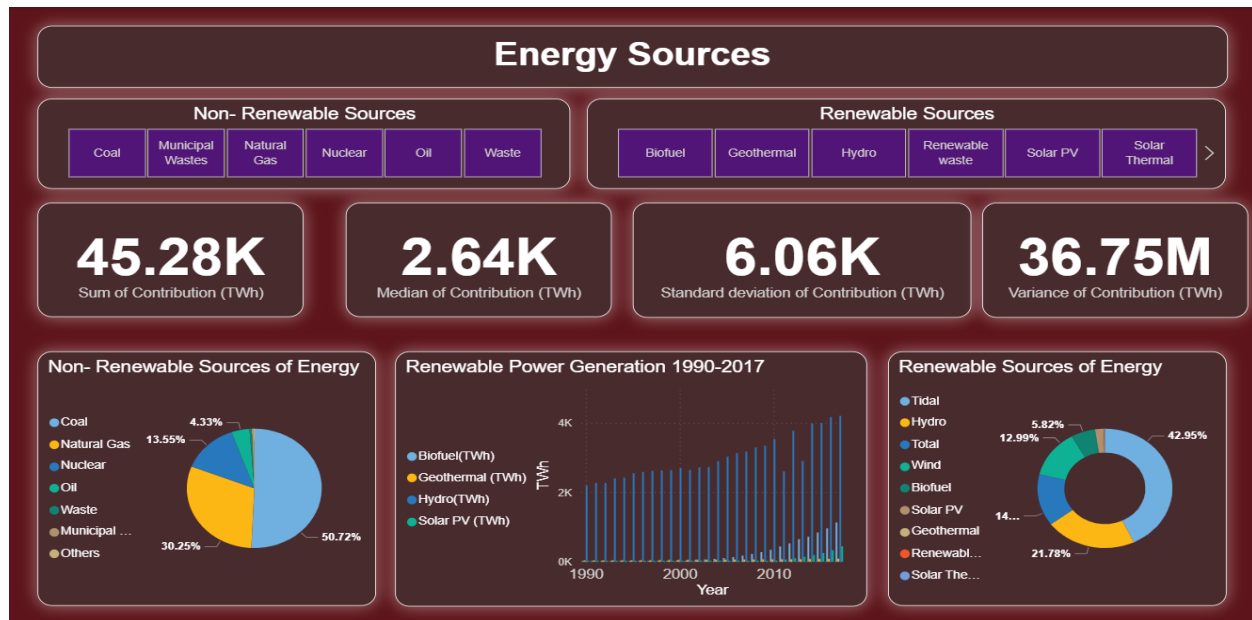 Energy Sources
Non- Renewable Sources
Coal
Municipal
Wastes
Natural
Gas
Nuclear
Oil
Waste
Renewable Sources
Biofuel
Geothermal
Hydro
Renewable
waste
Solar PV
Solar
Thermal
45.28K
Sum of Contribution (TWh)
2.64K
Median of Contribution (TWh)
6.06K
Standard deviation of Contribution (TWh)
36.75M
Variance of Contribution (TWh)
Non- Renewable Sources of Energy
Coal
Natural Gas
Nuclear
Oil
Waste
Municipal ...
Others
4.33%
13.55%
30.25%
50.72%
Renewable Power Generation 1990-2017
Biofuel(TWh)
Geothermal (TWh)
Hydro(TWh)
Solar PV (TWh)
TWh
4K
2K
0K
1990
2000
2010
Year
Renewable Sources of Energy
Tidal
Hydro
Total
Wind
Biofuel
Solar PV
Geothermal
Renewabl...
Solar The...
5.82%
12.99%
42.95%
14...
21.78%